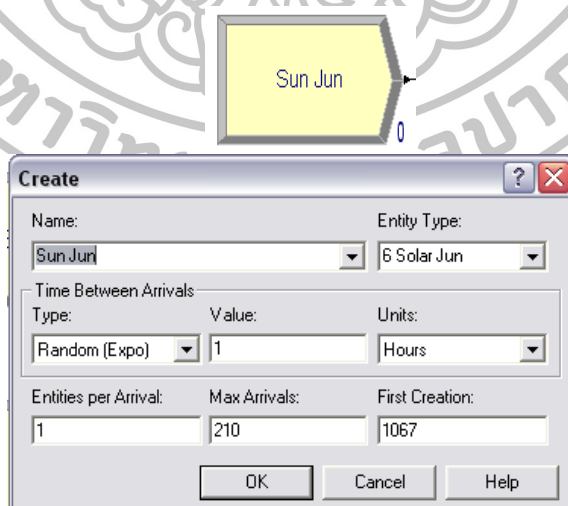 Sun Jun
0
Create
Name: Entity Type:
Sun Jun 6 Solar Jun
Time Between Arrivals
Type: Value: Units:
Random (Expo) 1 Hours
Entities per Arrival: Max Arrivals: First Creation:
1 210 1067
OK Cancel Help